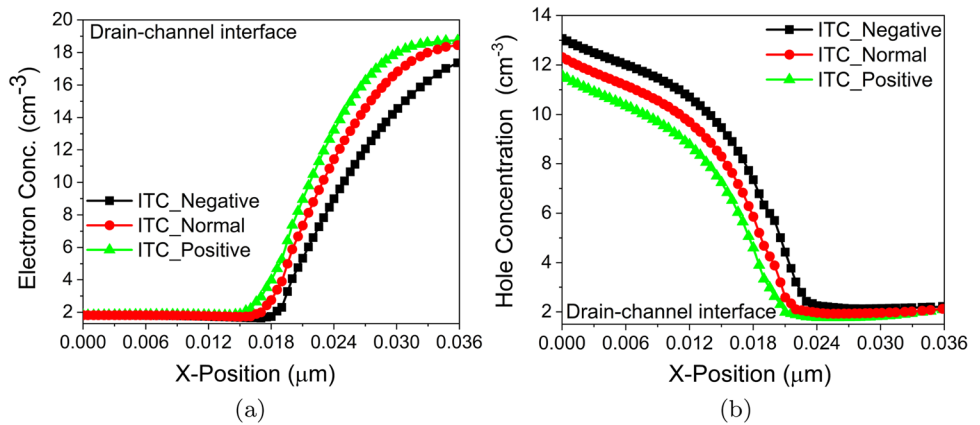 Drain-channel interface
20
18
16
14
12
10
8
6
4
2
Electron Conc. (cm-3)
ITC_Negative
ITC_Normal
ITC_Positive
0.000 0.006 0.012 0.018 0.024 0.030 0.036
X-Position (μm)
(a)
14
12
10
8
6
4
2
Hole Concentration (cm-3)
ITC_Negative
ITC_Normal
ITC_Positive
Drain-channel interface
0.000 0.006 0.012 0.018 0.024 0.030 0.036
X-Position (μm)
(b)